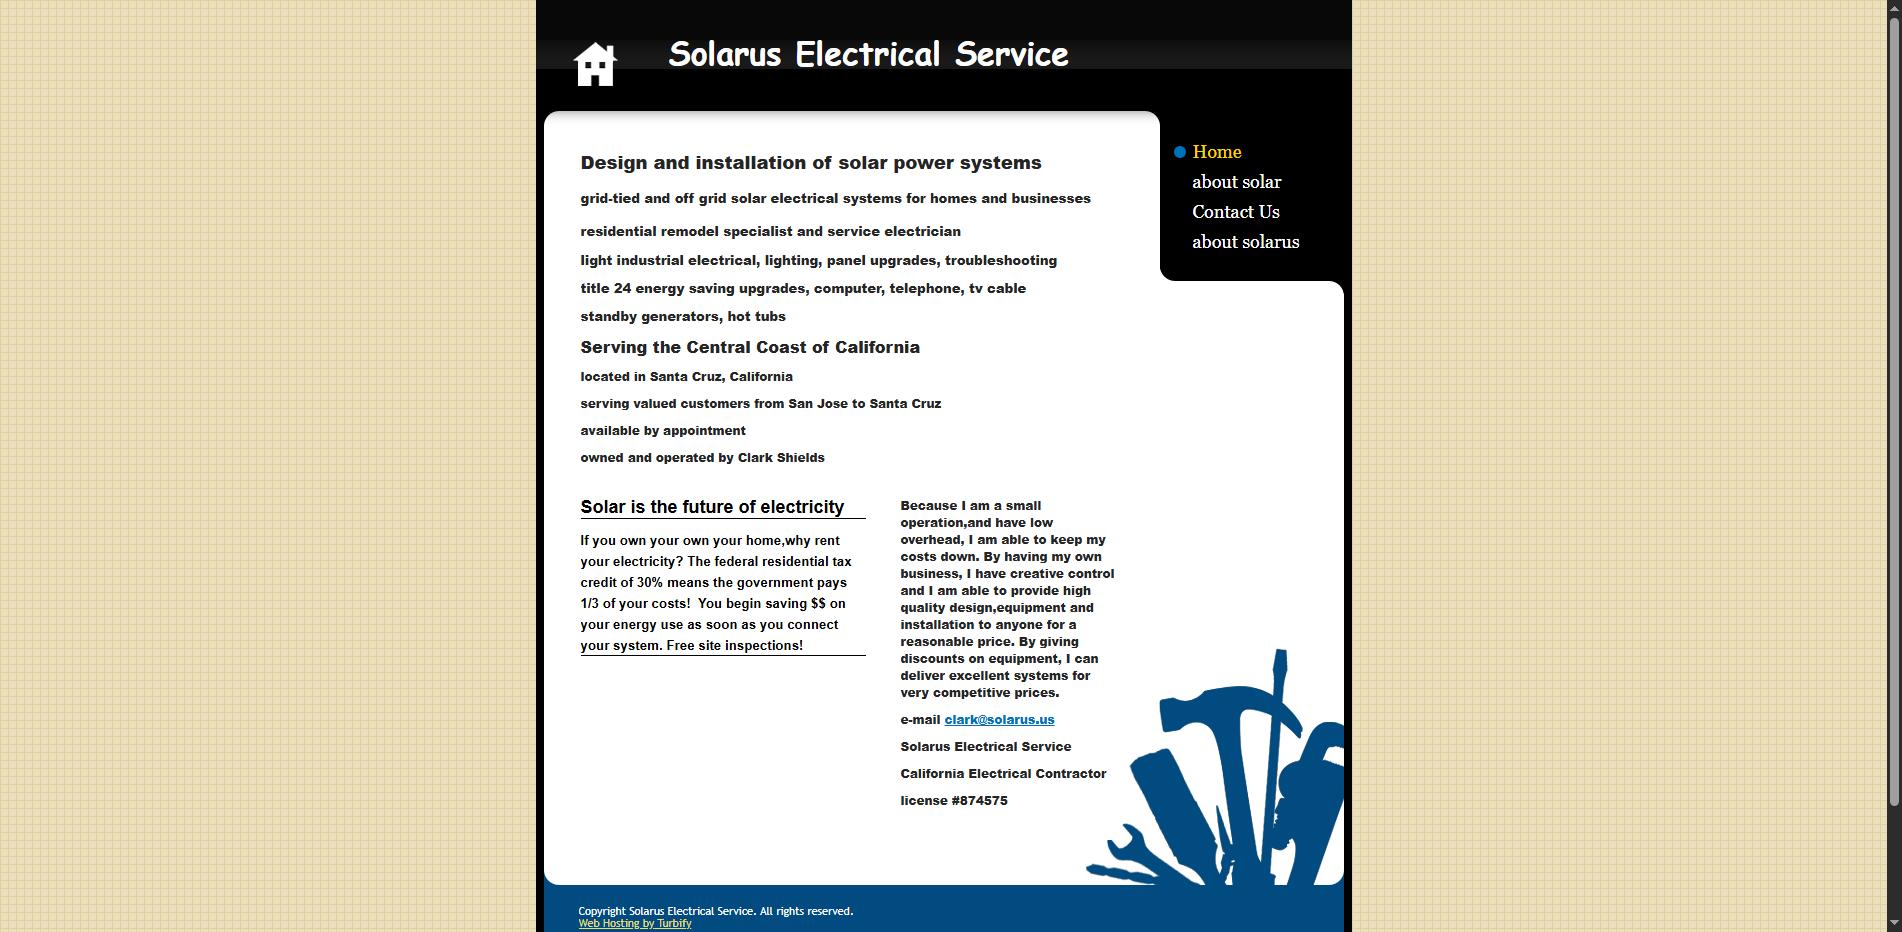 Solarus Electrical Service
Home
about solar
Contact Us
about solarus
Design and installation of solar power systems
grid-tied and off grid solar electrical systems for homes and businesses
residential remodel specialist and service electrician
light industrial electrical, lighting, panel upgrades, troubleshooting
title 24 energy saving upgrades, computer, telephone, tv cable
standby generators, hot tubs
Serving the Central Coast of California
located in Santa Cruz, California
serving valued customers from San Jose to Santa Cruz
available by appointment
owned and operated by Clark Shields
Solar is the future of electricity
If you own your own your home,why rent
your electricity? The federal residential tax
credit of 30% means the government pays
1/3 of your costs!  You begin saving $$ on
your energy use as soon as you connect
your system. Free site inspections!
Because I am a small
operation,and have low
overhead, I am able to keep my
costs down. By having my own
business, I have creative control
and I am able to provide high
quality design,equipment and
installation to anyone for a
reasonable price. By giving
discounts on equipment, I can
deliver excellent systems for
very competitive prices.
e-mail clark@solarus.us
Solarus Electrical Service
California Electrical Contractor
license #874575
Copyright Solarus Electrical Service. All rights reserved.
Web Hosting by Turbify